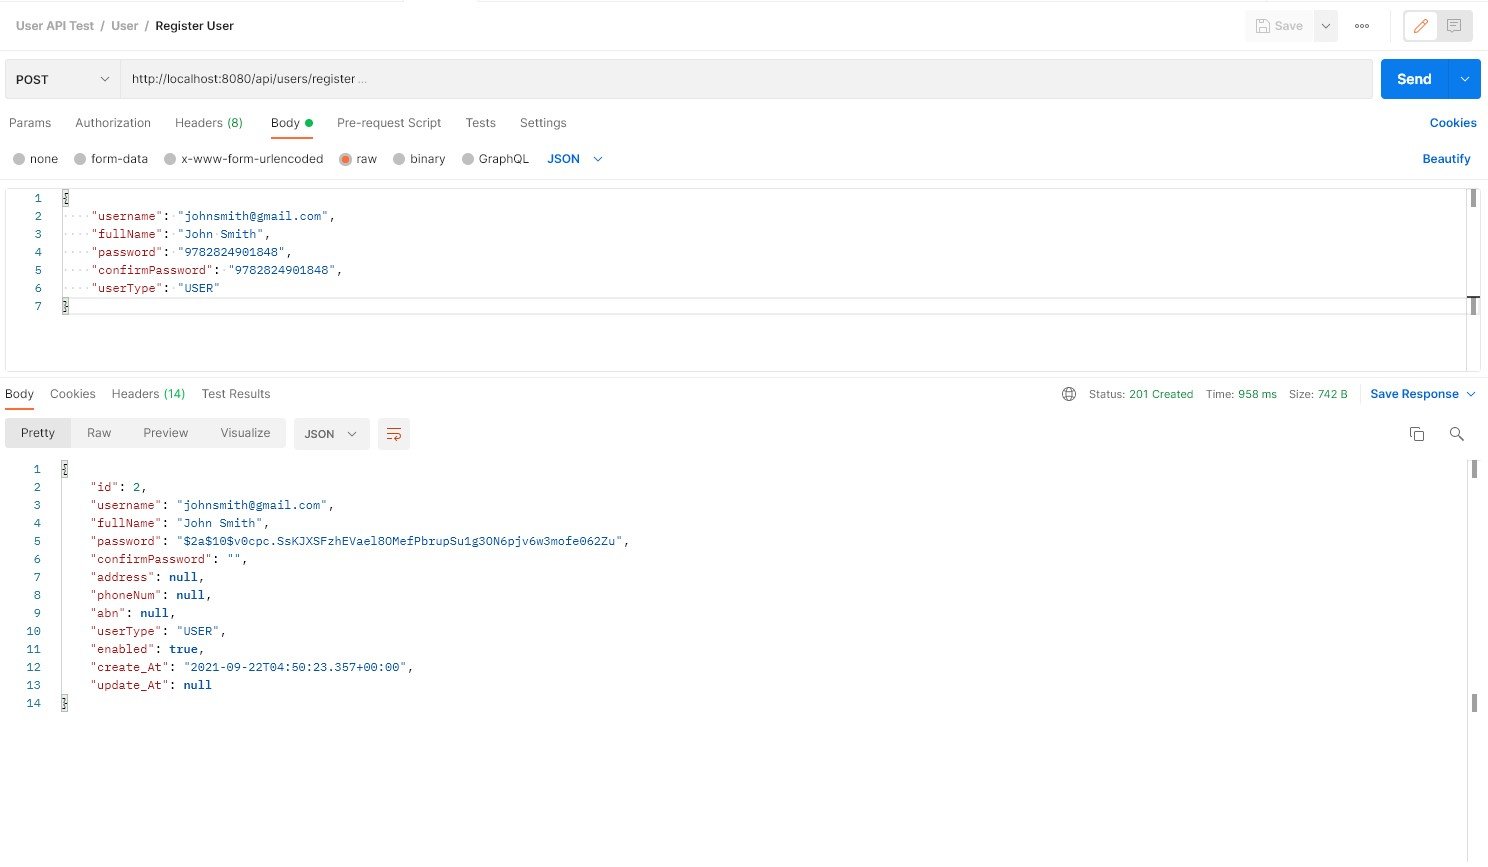 User API Test / User / Register User
Save
POST
http://localhost:8080/api/users/register ...
Send
Params Authorization Headers (8) Body Pre-request Script Tests Settings Cookies
none form-data x-www-form-urlencoded raw binary GraphQL JSON Beautify
1 {
2 "username": "johnsmith@gmail.com",
3 "fullName": "John Smith",
4 "password": "9782824901848",
5 "confirmPassword": "9782824901848",
6 "userType": "USER"
7 }
Body Cookies Headers (14) Test Results Status: 201 Created Time: 958 ms Size: 742 B Save Response
Pretty Raw Preview Visualize JSON
1 {
2 "id": 2,
3 "username": "johnsmith@gmail.com",
4 "fullName": "John Smith",
5 "password": "$2a$10$v0cpc.SsKJXSFzhEVael8OMefPbrupSu1g3ON6pjv6w3mofe062Zu",
6 "confirmPassword": "",
7 "address": null,
8 "phoneNum": null,
9 "abn": null,
10 "userType": "USER",
11 "enabled": true,
12 "create_At": "2021-09-22T04:50:23.357+00:00",
13 "update_At": null
14 }